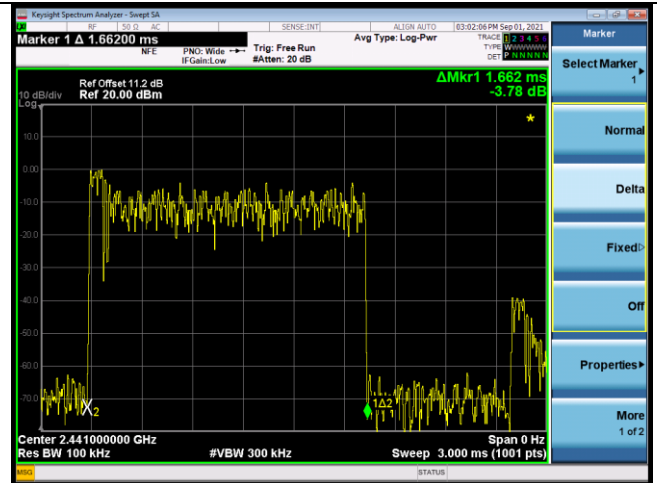 Keysight Spectrum Analyzer - Swept SA
RF 50 Ω AC SENSE:INT ALIGN AUTO 03:02:06 PM Sep 01, 2021
Marker 1 Δ 1.66200 ms
NFE
PNO: Wide
IFGain:Low
Trig: Free Run
#Atten: 20 dB
Avg Type: Log-Pwr
TRACE 1 2 3 4 5 6
TYPE W
DET P N N N N N
Ref Offset 11.2 dB
10 dB/div Ref 20.00 dBm
Log
ΔMkr1 1.662 ms
-3.78 dB
10.0
0.00
-10.0
-20.0
-30.0
-40.0
-50.0
-60.0
-70.0
2
1Δ2
Center 2.441000000 GHz Span 0 Hz
Res BW 100 kHz #VBW 300 kHz Sweep 3.000 ms (1001 pts)
MSG STATUS
Marker
Select Marker
1
Normal
Delta
Fixed
Off
Properties
More
1 of 2